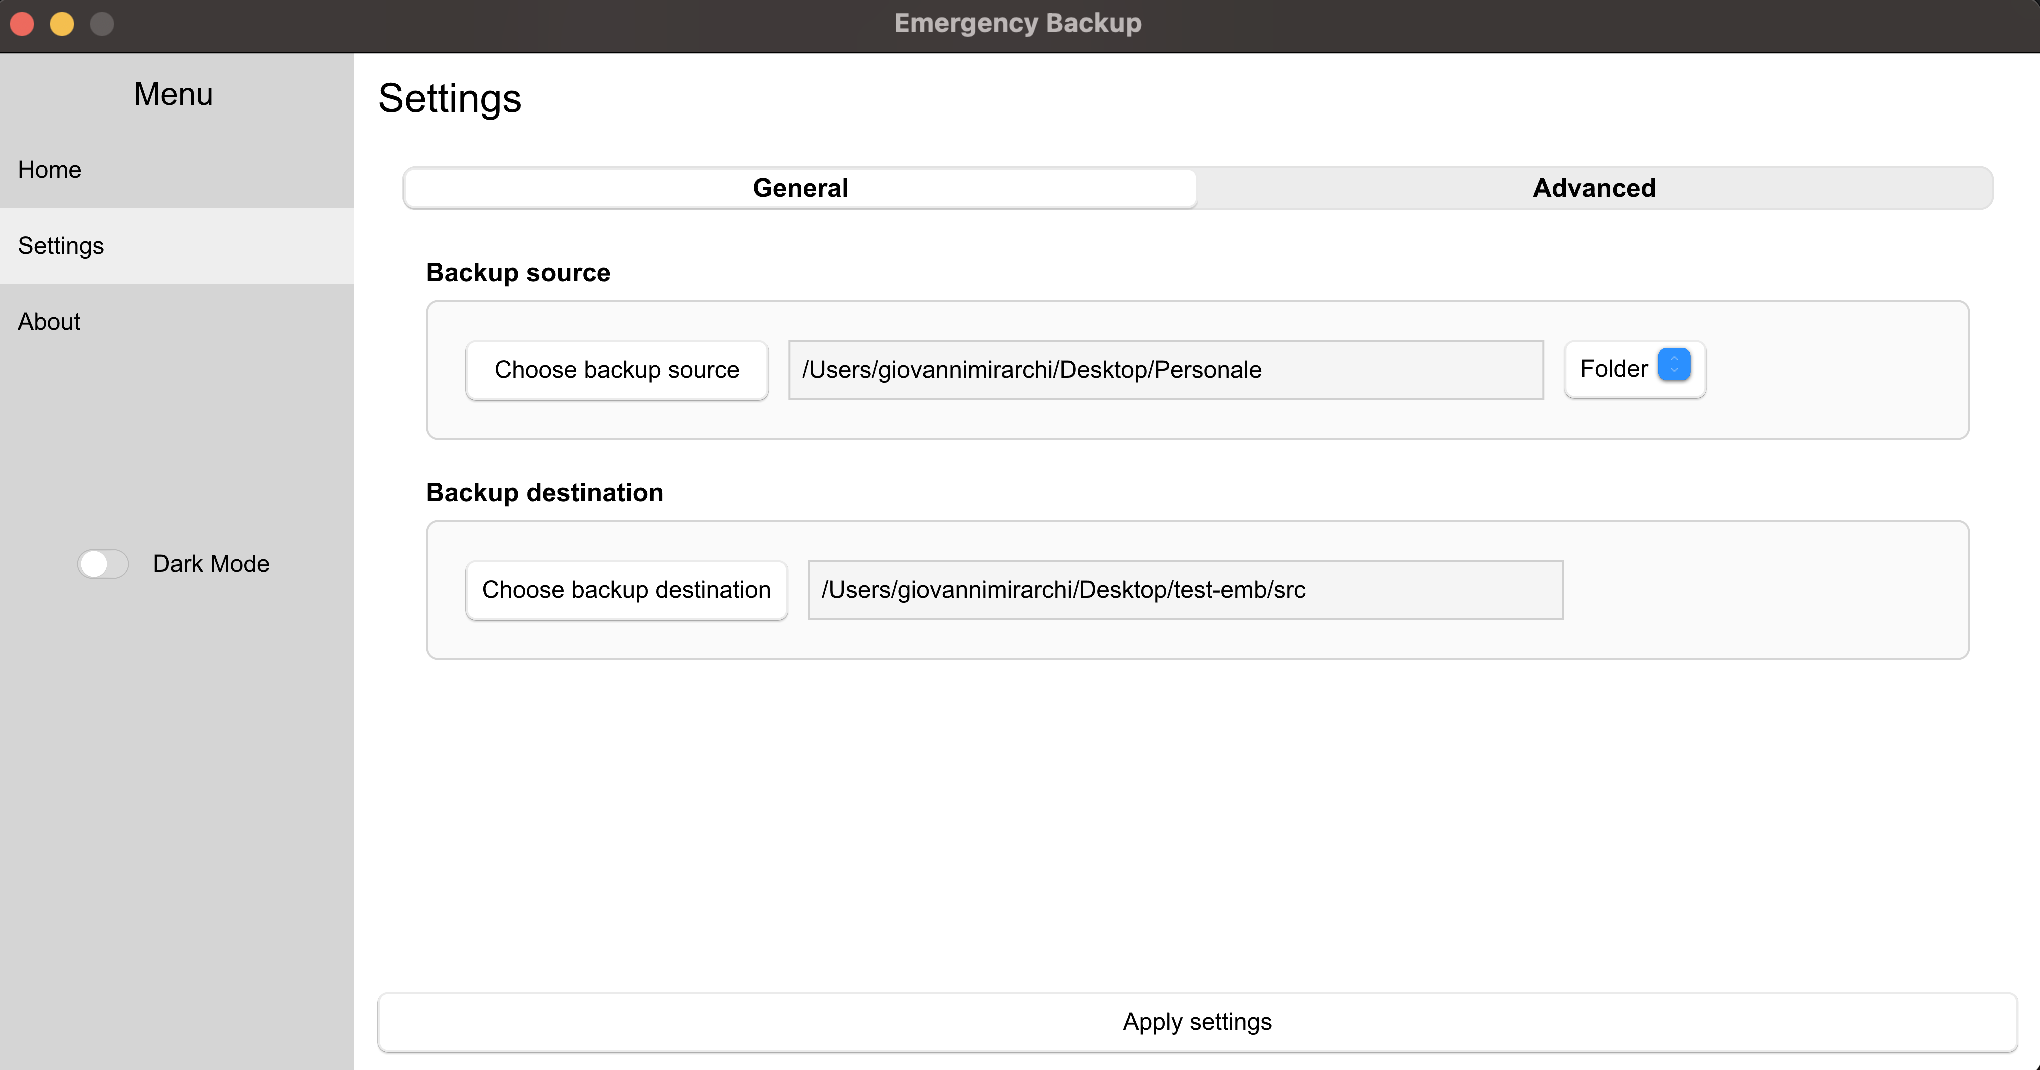 Emergency Backup
Menu
Home
Settings
About
Dark Mode
Settings
General
Advanced
Backup source
Choose backup source
/Users/giovannimirarchi/Desktop/Personale
Folder
Backup destination
Choose backup destination
/Users/giovannimirarchi/Desktop/test-emb/src
Apply settings